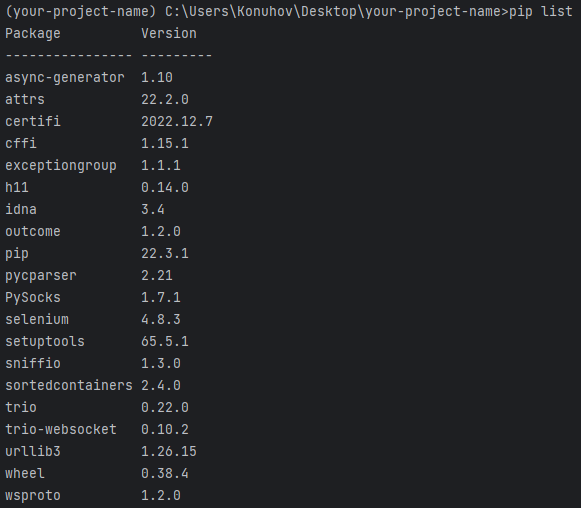 (your-project-name) C:\Users\Konuhov\Desktop\your-project-name>pip list
Package          Version
---------------- ---------
async-generator  1.10
attrs            22.2.0
certifi          2022.12.7
cffi             1.15.1
exceptiongroup   1.1.1
h11              0.14.0
idna             3.4
outcome          1.2.0
pip              22.3.1
pycparser        2.21
PySocks          1.7.1
selenium         4.8.3
setuptools       65.5.1
sniffio          1.3.0
sortedcontainers 2.4.0
trio             0.22.0
trio-websocket   0.10.2
urllib3          1.26.15
wheel            0.38.4
wsproto          1.2.0